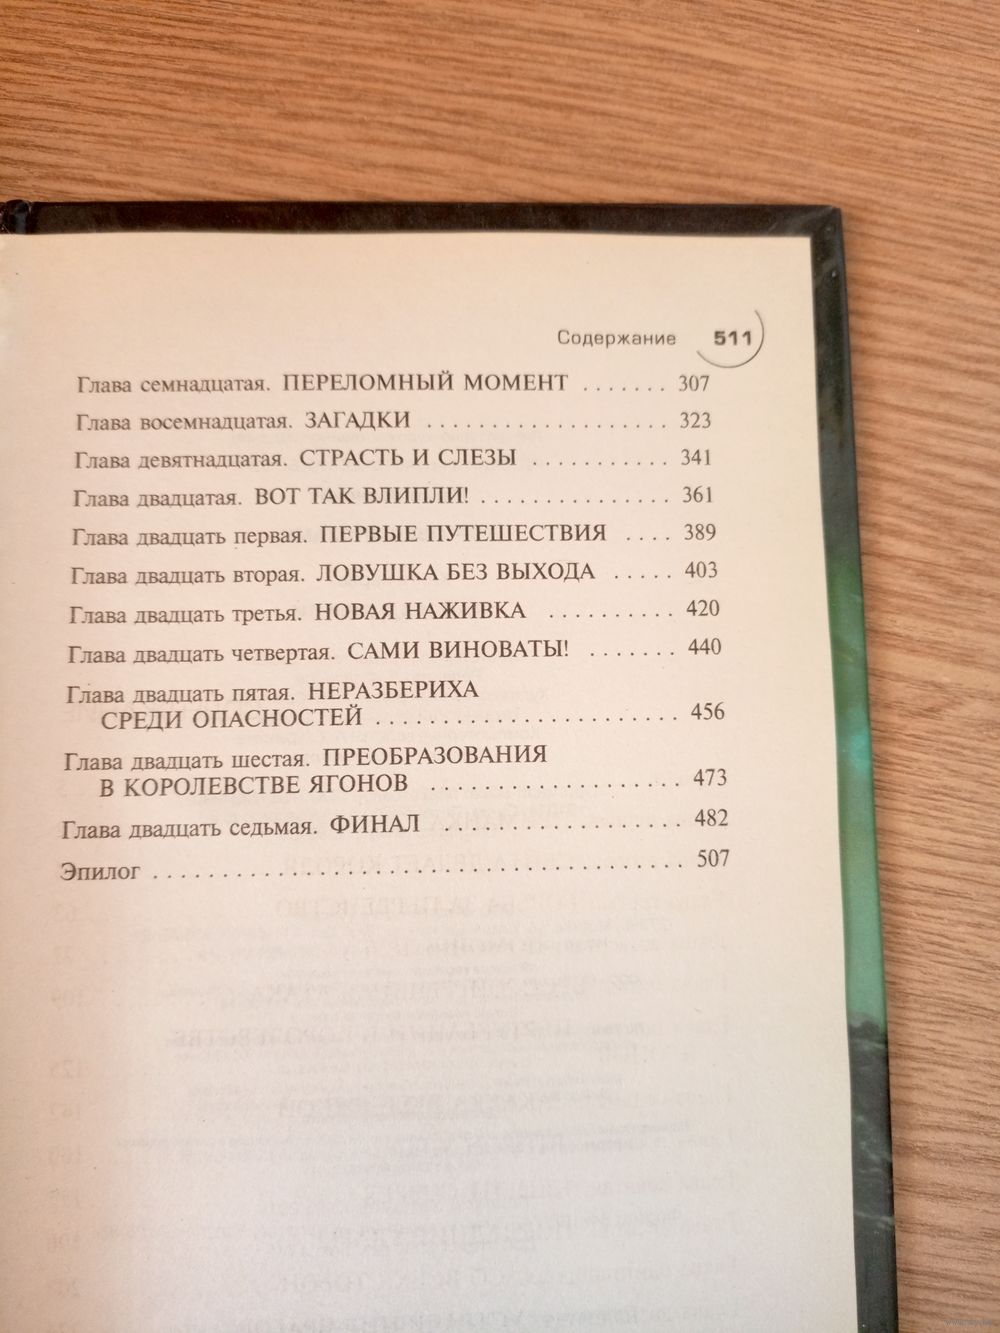 Содержание 511
Глава семнадцатая. ПЕРЕЛОМНЫЙ МОМЕНТ . . . . . . . 307
Глава восемнадцатая. ЗАГАДКИ . . . . . . . . . . . . . . . . . . . 323
Глава девятнадцатая. СТРАСТЬ И СЛЕЗЫ . . . . . . . . . . . 341
Глава двадцатая. ВОТ ТАК ВЛИПЛИ! . . . . . . . . . . . . . . . 361
Глава двадцать первая. ПЕРВЫЕ ПУТЕШЕСТВИЯ . . . . 389
Глава двадцать вторая. ЛОВУШКА БЕЗ ВЫХОДА . . . . . 403
Глава двадцать третья. НОВАЯ НАЖИВКА . . . . . . . . . . 420
Глава двадцать четвертая. САМИ ВИНОВАТЫ! . . . . . . . 440
Глава двадцать пятая. НЕРАЗБЕРИХА
СРЕДИ ОПАСНОСТЕЙ . . . . . . . . . . . . . . . . . . . . . . . . 456
Глава двадцать шестая. ПРЕОБРАЗОВАНИЯ
В КОРОЛЕВСТВЕ ЯГОНОВ . . . . . . . . . . . . . . . . . . . . 473
Глава двадцать седьмая. ФИНАЛ . . . . . . . . . . . . . . . . . . . 482
Эпилог . . . . . . . . . . . . . . . . . . . . . . . . . . . . . . . . . . . . . . . . . 507